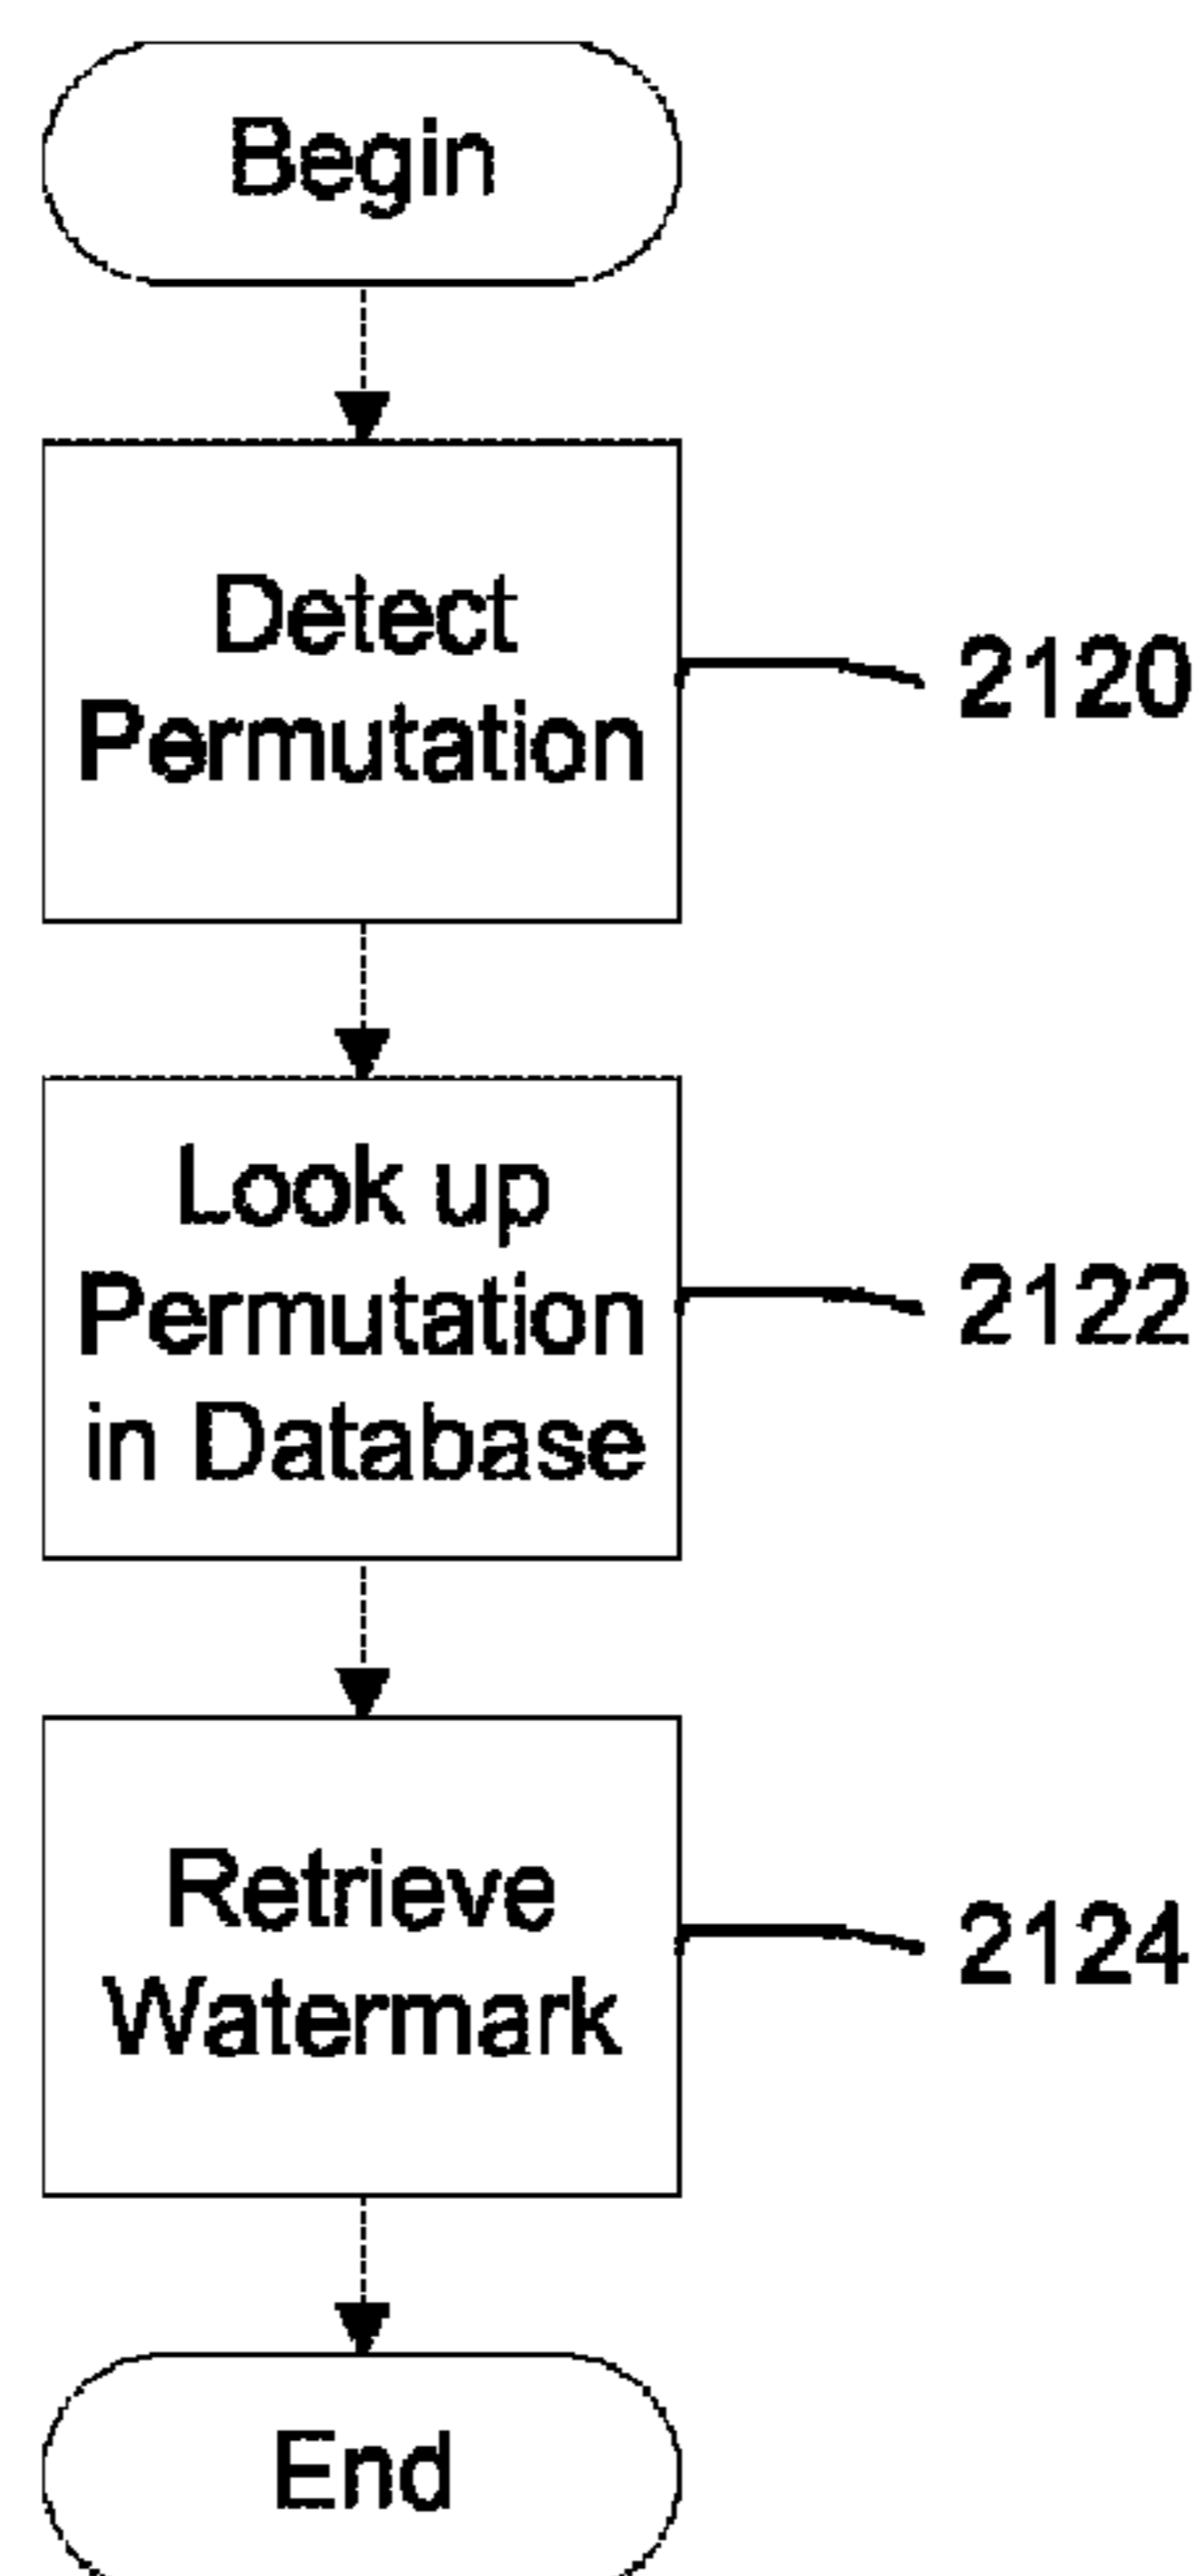 Begin
Detect
Permutation
2120
Look up
Permutation
in Database
2122
Retrieve
Watermark
2124
End